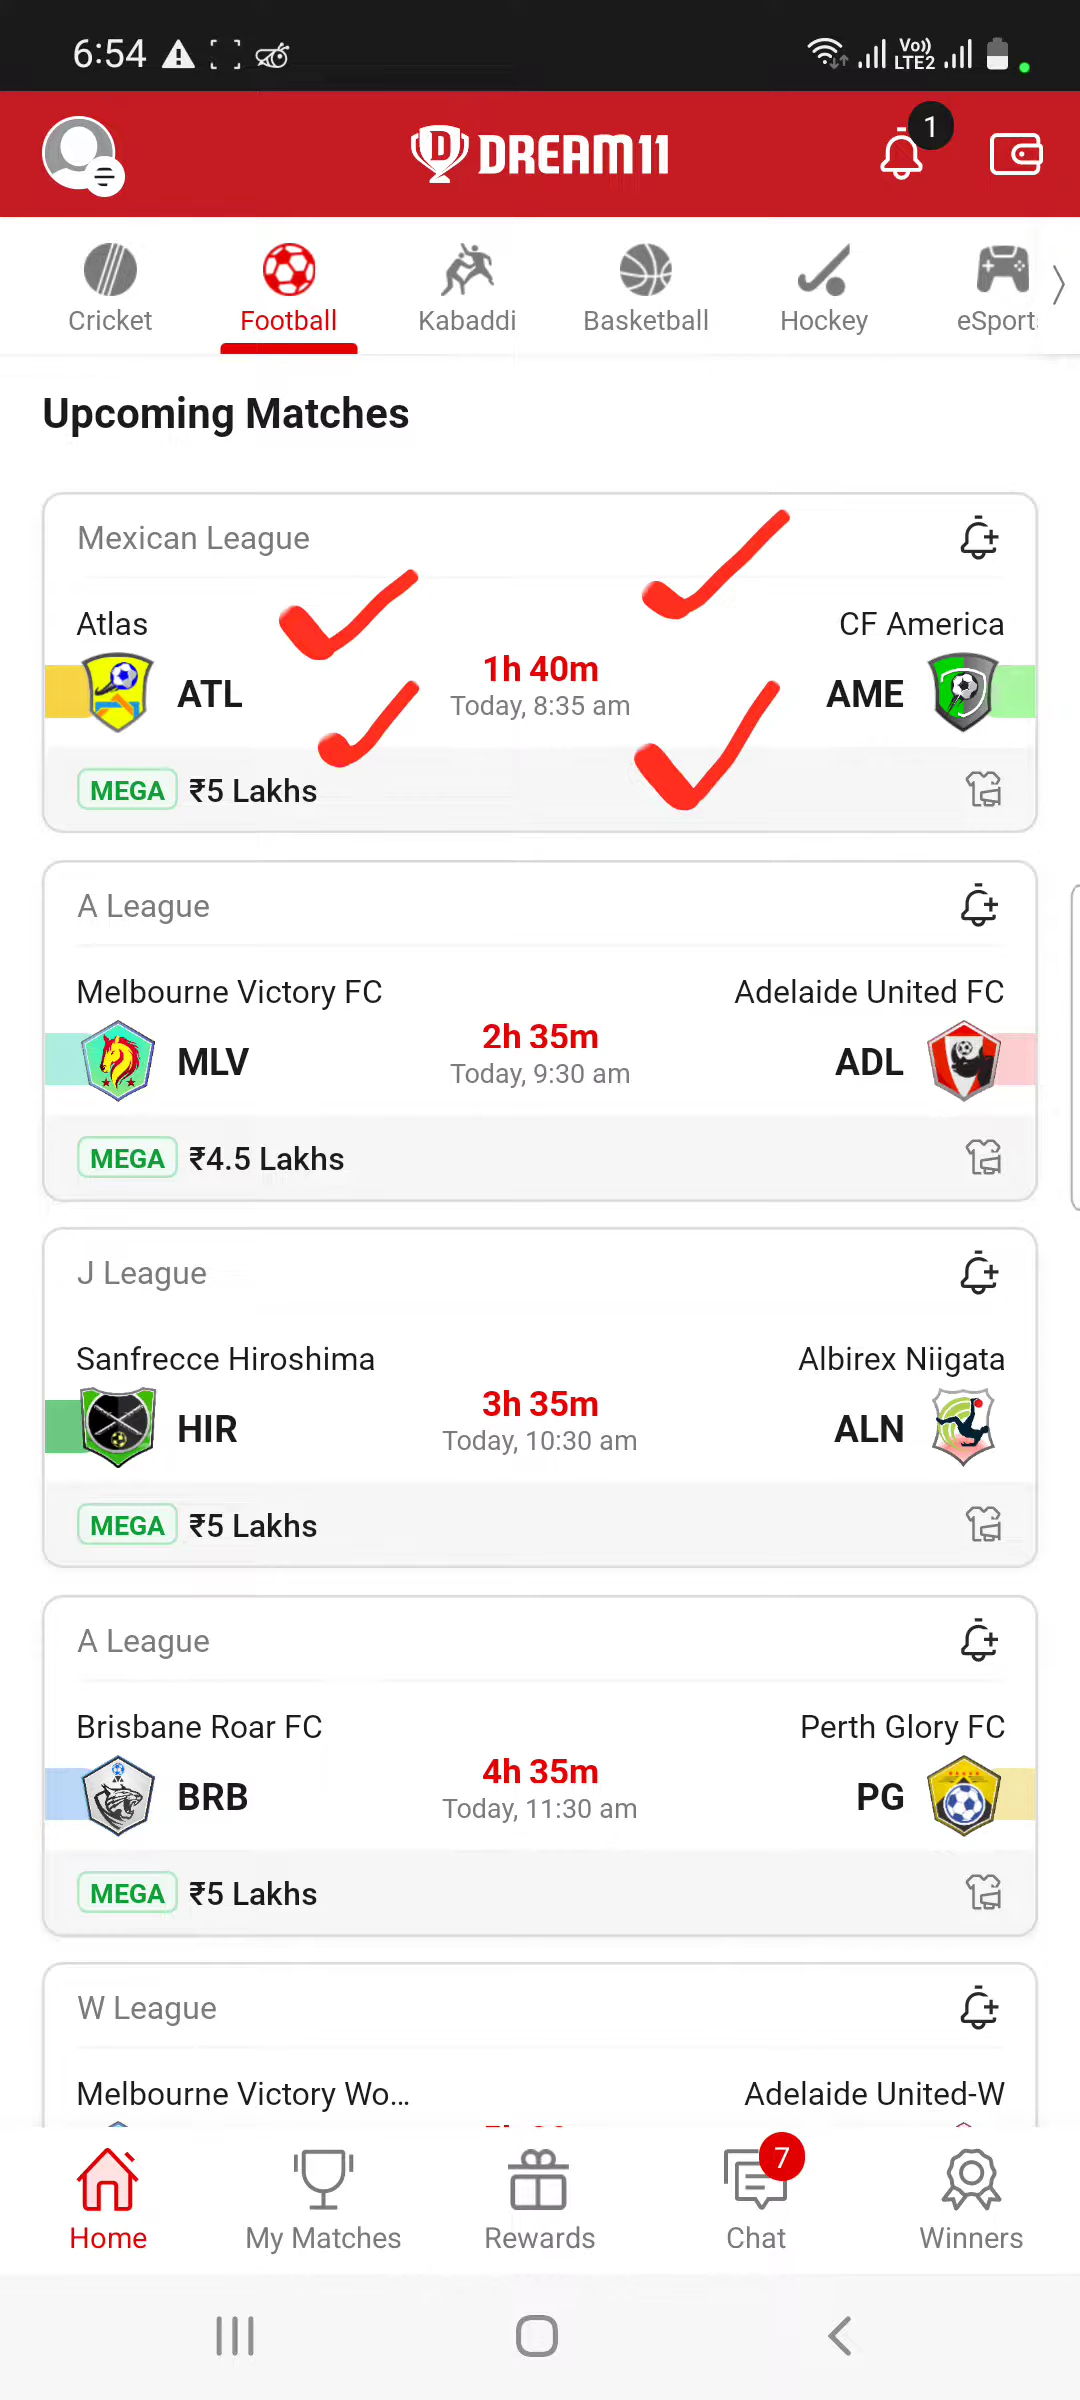 6:54
Vo)) LTE2
DREAM11
1
Cricket Football Kabaddi Basketball Hockey eSport
Upcoming Matches
Mexican League
Atlas CF America
ATL 1h 40m AME
Today, 8:35 am
MEGA ₹5 Lakhs
A League
Melbourne Victory FC Adelaide United FC
MLV 2h 35m ADL
Today, 9:30 am
MEGA ₹4.5 Lakhs
J League
Sanfrecce Hiroshima Albirex Niigata
HIR 3h 35m ALN
Today, 10:30 am
MEGA ₹5 Lakhs
A League
Brisbane Roar FC Perth Glory FC
BRB 4h 35m PG
Today, 11:30 am
MEGA ₹5 Lakhs
W League
Melbourne Victory Wo... Adelaide United-W
7
Home My Matches Rewards Chat Winners